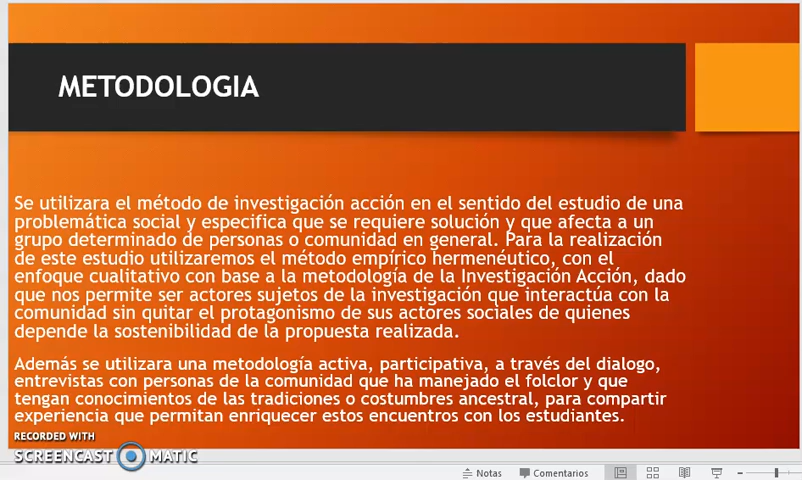 METODOLOGIA
Se utilizara el método de investigación acción en el sentido del estudio de una
problemática social y especifica que se requiere solución y que afecta a un
grupo determinado de personas o comunidad en general. Para la realización
de este estudio utilizaremos el método empírico hermenéutico, con el
enfoque cualitativo con base a la metodología de la Investigación Acción, dado
que nos permite ser actores sujetos de la investigación que interactúa con la
comunidad sin quitar el protagonismo de sus actores sociales de quienes
depende la sostenibilidad de la propuesta realizada.
Además se utilizara una metodología activa, participativa, a través del dialogo,
entrevistas con personas de la comunidad que ha manejado el folclor y que
tengan conocimientos de las tradiciones o costumbres ancestral, para compartir
experiencia que permitan enriquecer estos encuentros con los estudiantes.
RECORDED WITH
SCREENCAST MATIC
Notas Comentarios